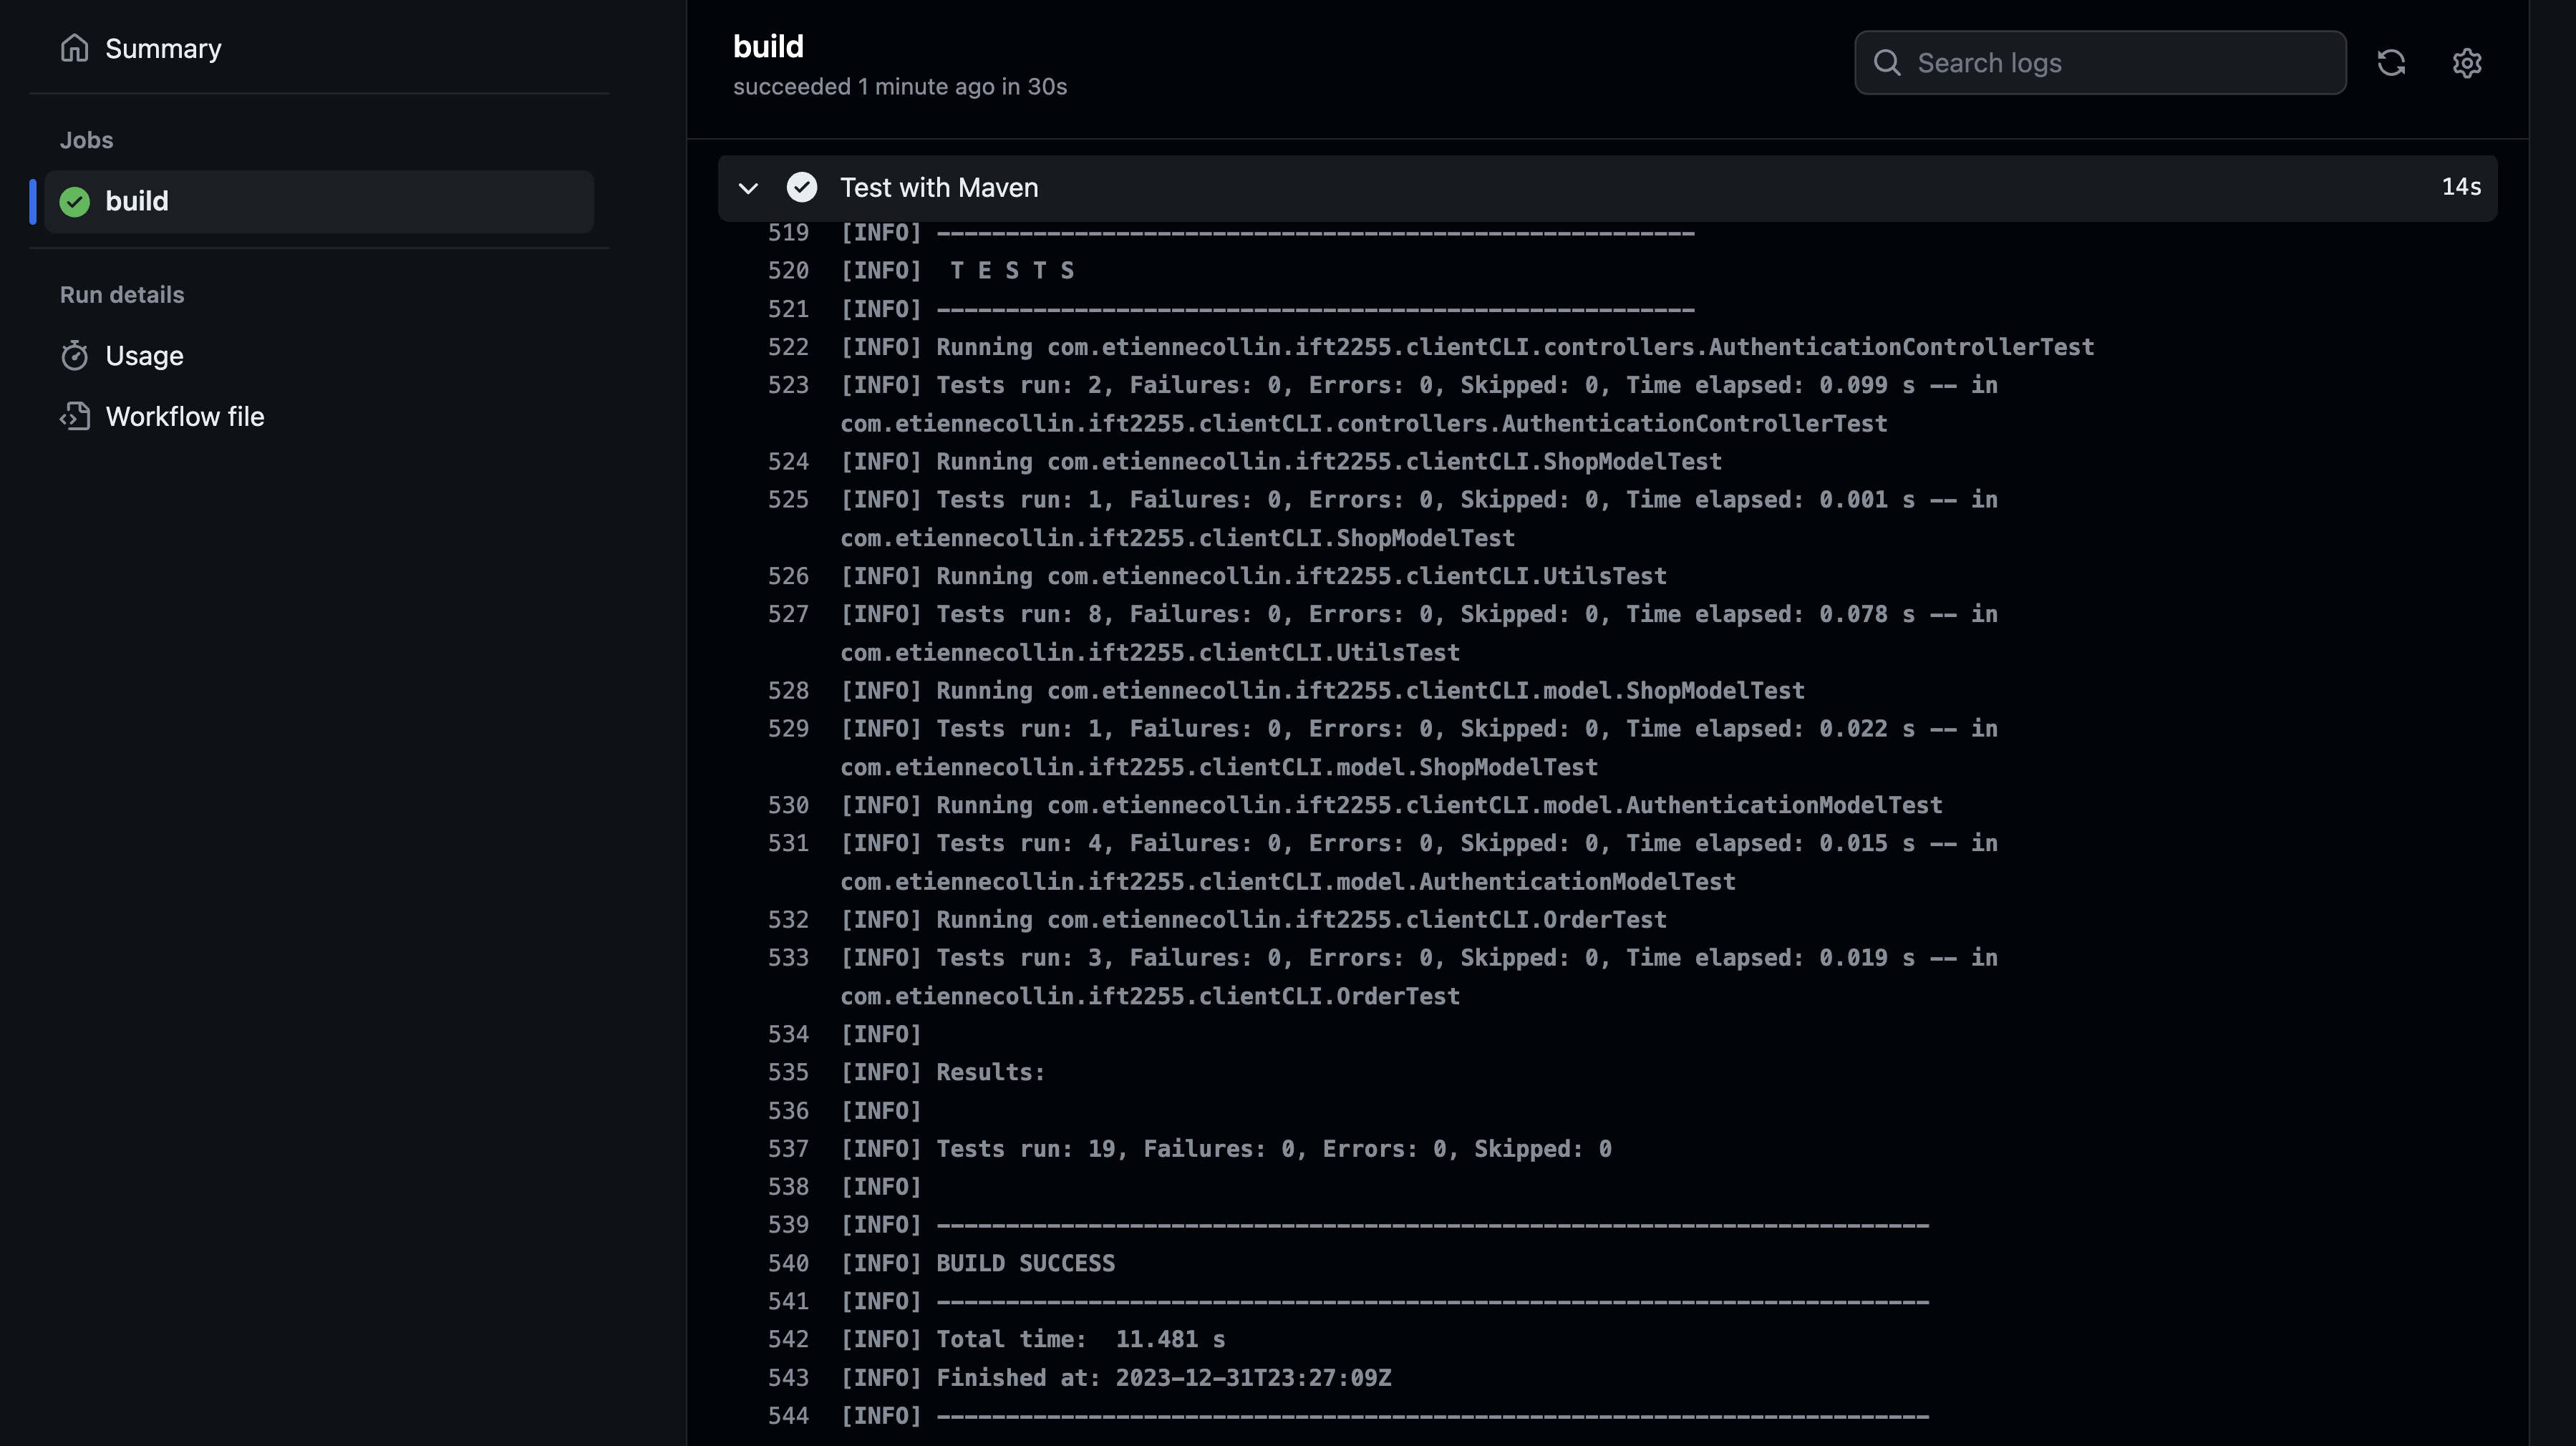 Summary
Jobs
build
Run details
Usage
Workflow file
build
succeeded 1 minute ago in 30s
Search logs
Test with Maven 14s
519 [INFO] -------------------------------------------------------
520 [INFO]  T E S T S
521 [INFO] -------------------------------------------------------
522 [INFO] Running com.etiennecollin.ift2255.clientCLI.controllers.AuthenticationControllerTest
523 [INFO] Tests run: 2, Failures: 0, Errors: 0, Skipped: 0, Time elapsed: 0.099 s -- in
com.etiennecollin.ift2255.clientCLI.controllers.AuthenticationControllerTest
524 [INFO] Running com.etiennecollin.ift2255.clientCLI.ShopModelTest
525 [INFO] Tests run: 1, Failures: 0, Errors: 0, Skipped: 0, Time elapsed: 0.001 s -- in
com.etiennecollin.ift2255.clientCLI.ShopModelTest
526 [INFO] Running com.etiennecollin.ift2255.clientCLI.UtilsTest
527 [INFO] Tests run: 8, Failures: 0, Errors: 0, Skipped: 0, Time elapsed: 0.078 s -- in
com.etiennecollin.ift2255.clientCLI.UtilsTest
528 [INFO] Running com.etiennecollin.ift2255.clientCLI.model.ShopModelTest
529 [INFO] Tests run: 1, Failures: 0, Errors: 0, Skipped: 0, Time elapsed: 0.022 s -- in
com.etiennecollin.ift2255.clientCLI.model.ShopModelTest
530 [INFO] Running com.etiennecollin.ift2255.clientCLI.model.AuthenticationModelTest
531 [INFO] Tests run: 4, Failures: 0, Errors: 0, Skipped: 0, Time elapsed: 0.015 s -- in
com.etiennecollin.ift2255.clientCLI.model.AuthenticationModelTest
532 [INFO] Running com.etiennecollin.ift2255.clientCLI.OrderTest
533 [INFO] Tests run: 3, Failures: 0, Errors: 0, Skipped: 0, Time elapsed: 0.019 s -- in
com.etiennecollin.ift2255.clientCLI.OrderTest
534 [INFO]
535 [INFO] Results:
536 [INFO]
537 [INFO] Tests run: 19, Failures: 0, Errors: 0, Skipped: 0
538 [INFO]
539 [INFO] ------------------------------------------------------------------------
540 [INFO] BUILD SUCCESS
541 [INFO] ------------------------------------------------------------------------
542 [INFO] Total time:  11.481 s
543 [INFO] Finished at: 2023-12-31T23:27:09Z
544 [INFO] ------------------------------------------------------------------------